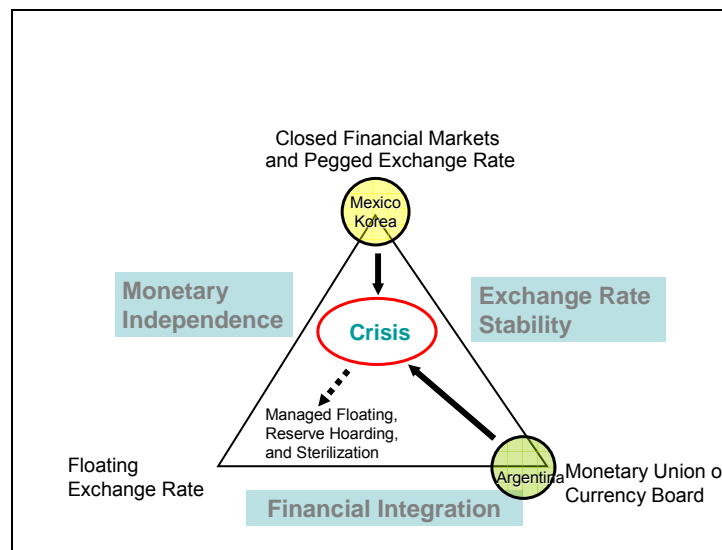 Closed Financial Markets
and Pegged Exchange Rate
Mexico
Korea
Monetary
Independence
Exchange Rate
Stability
Crisis
Managed Floating,
Reserve Hoarding,
and Sterilization
Floating
Exchange Rate
Argentina
Monetary Union o
Currency Board
Financial Integration